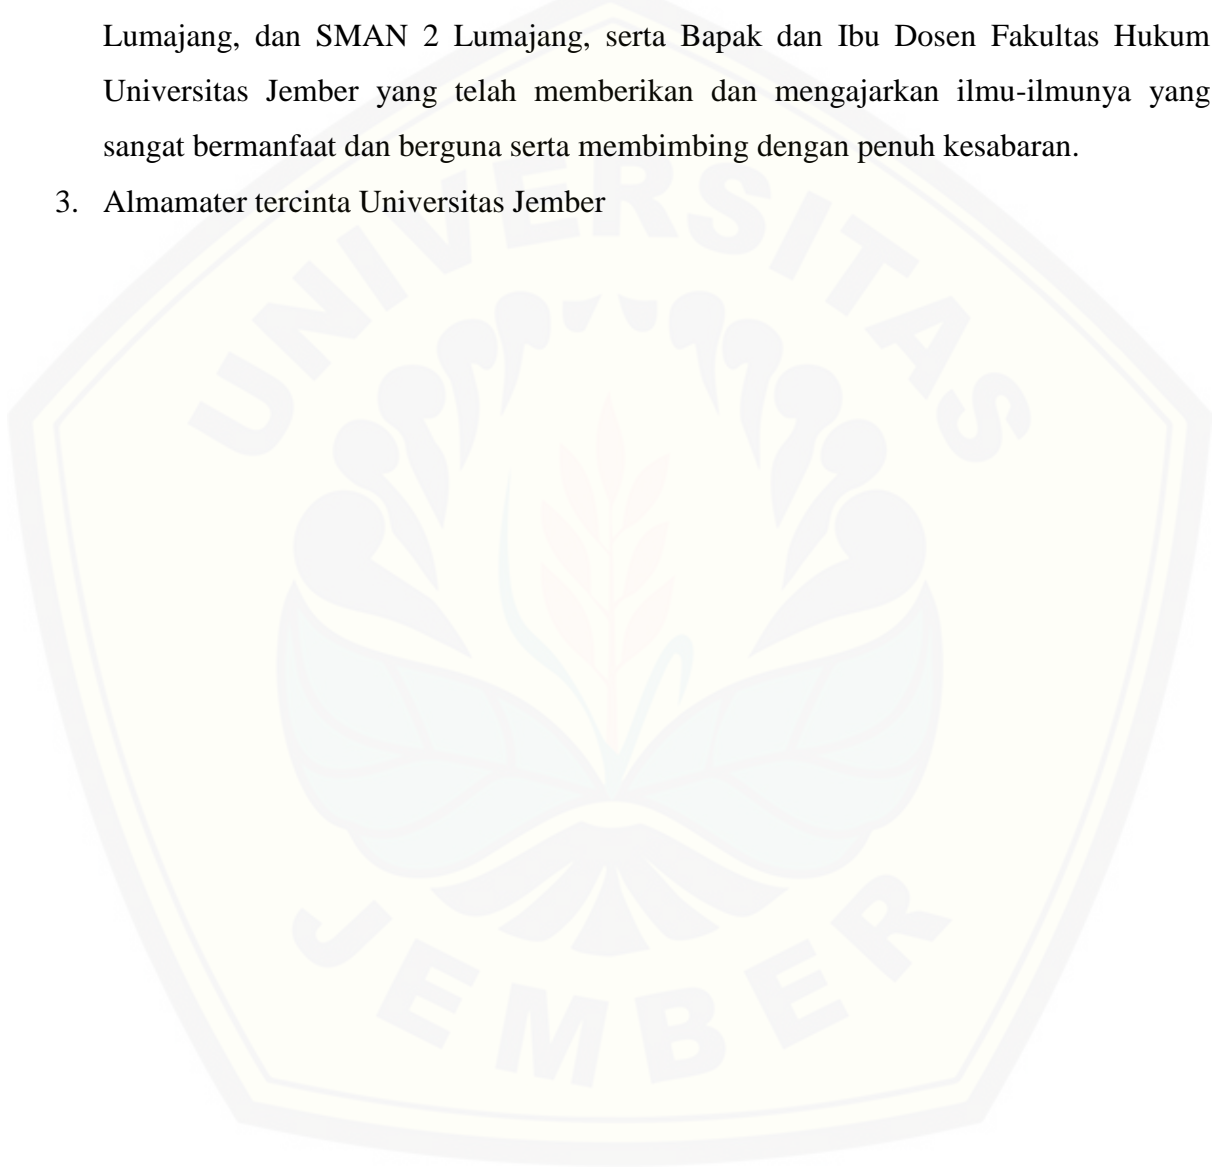 Lumajang, dan SMAN 2 Lumajang, serta Bapak dan Ibu Dosen Fakultas Hukum
Universitas Jember yang telah memberikan dan mengajarkan ilmu-ilmunya yang
sangat bermanfaat dan berguna serta membimbing dengan penuh kesabaran.
3. Almamater tercinta Universitas Jember
UNIVERSITAS
JEMBER